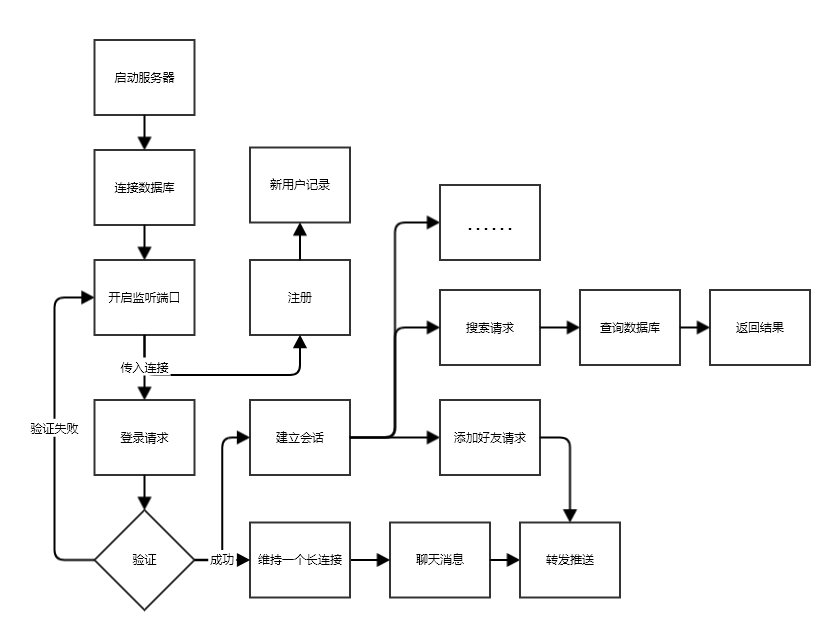 启动服务器
连接数据库
新用户记录
......
开启监听端口
注册
搜索请求
查询数据库
返回结果
传入连接
验证失败
登录请求
建立会话
添加好友请求
验证
成功
维持一个长连接
聊天消息
转发推送